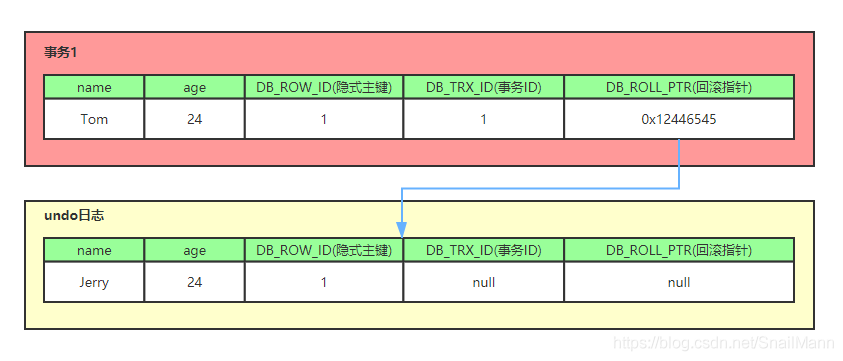 事务1
name age DB_ROW_ID(隐式主键) DB_TRX_ID(事务ID) DB_ROLL_PTR(回滚指针)
Tom 24 1 1 0x12446545
undo日志
name age DB_ROW_ID(隐式主键) DB_TRX_ID(事务ID) DB_ROLL_PTR(回滚指针)
Jerry 24 1 null null
https://blog.csdn.net/SnailMann